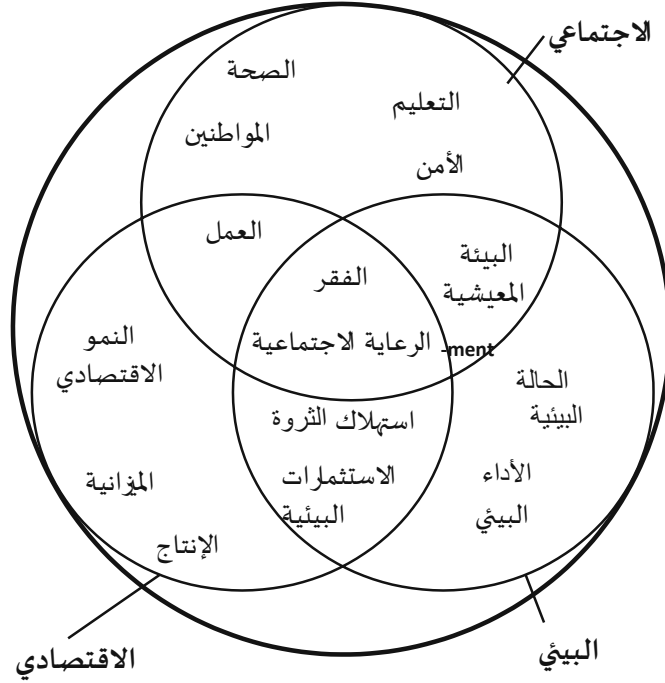 الاجتماعي
الصحة
التعليم
المواطنين
الأمن
العمل
البيئة
المعيشية
الفقر
الرعاية الاجتماعية
-ment
النمو
الاقتصادي
الحالة
البيئية
استهلاك الثروة
الاستثمارات
البيئية
الميزانية
الأداء
البيئي
الإنتاج
الاقتصادي
البيئي